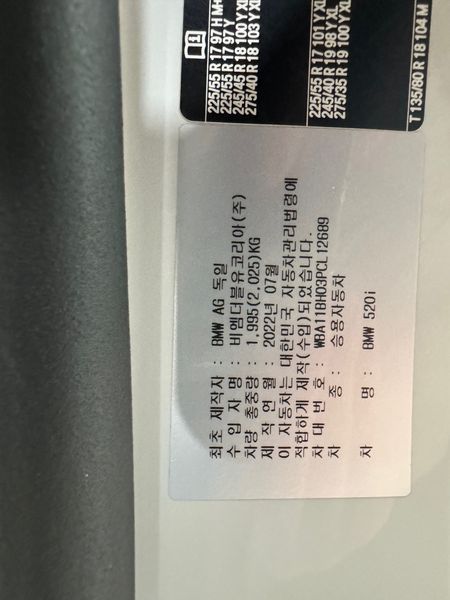 225/55 R 17 97 H M+
225/55 R 17 97 Y
245/45 R 18 100 Y XL
275/40 R 18 103 Y XL
225/55 R 17 101 Y XL
245/40 R 19 98 Y XL
275/35 R 19 100 Y XL
T 135/80 R 18 104 M
최초 제작자 : BMW AG 독일
수 입 자 명 : 비엠더블유코리아(주)
차량 총중량 : 1,995(2,025)KG
제 작 연 월 : 2022년 07월
이 자동차는 대한민국 자동차관리법령에
적합하게 제작(수입)되었습니다.
차 대 번 호 : WBA11BH03PCL12689
차 종 : 승용자동차
차 명 : BMW 520i